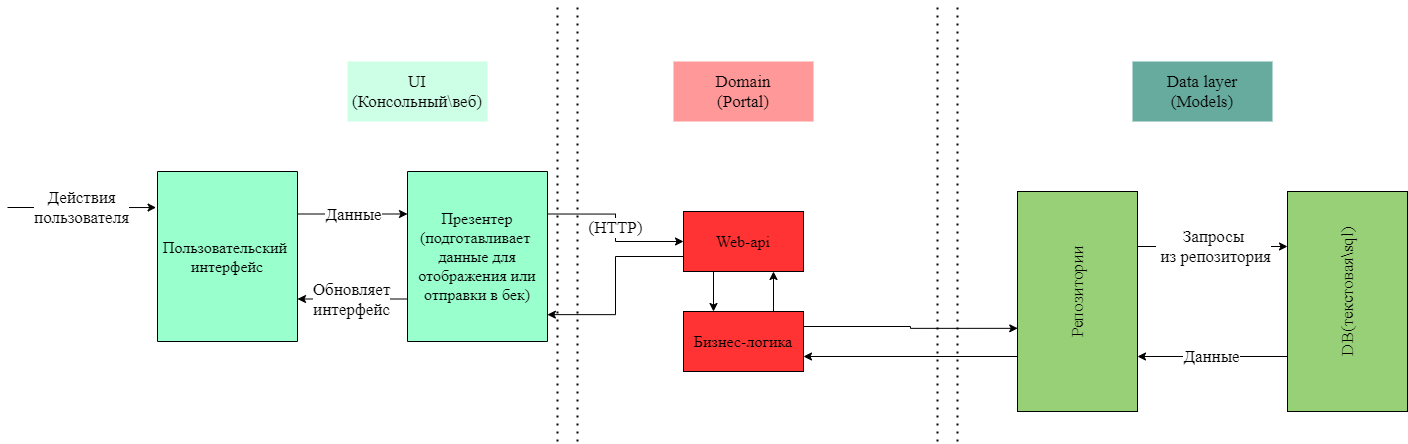 UI
(Консольный\веб)
Domain
(Portal)
Data layer
(Models)
Действия
пользователя
Пользовательский
интерфейс
Данные
Обновляет
интерфейс
Презентер
(подготавливает
данные для
отображения или
отправки в бек)
(HTTP)
Web-api
Бизнес-логика
Репозитории
Запросы
из репозитория
Данные
DB(текстовая\sql)